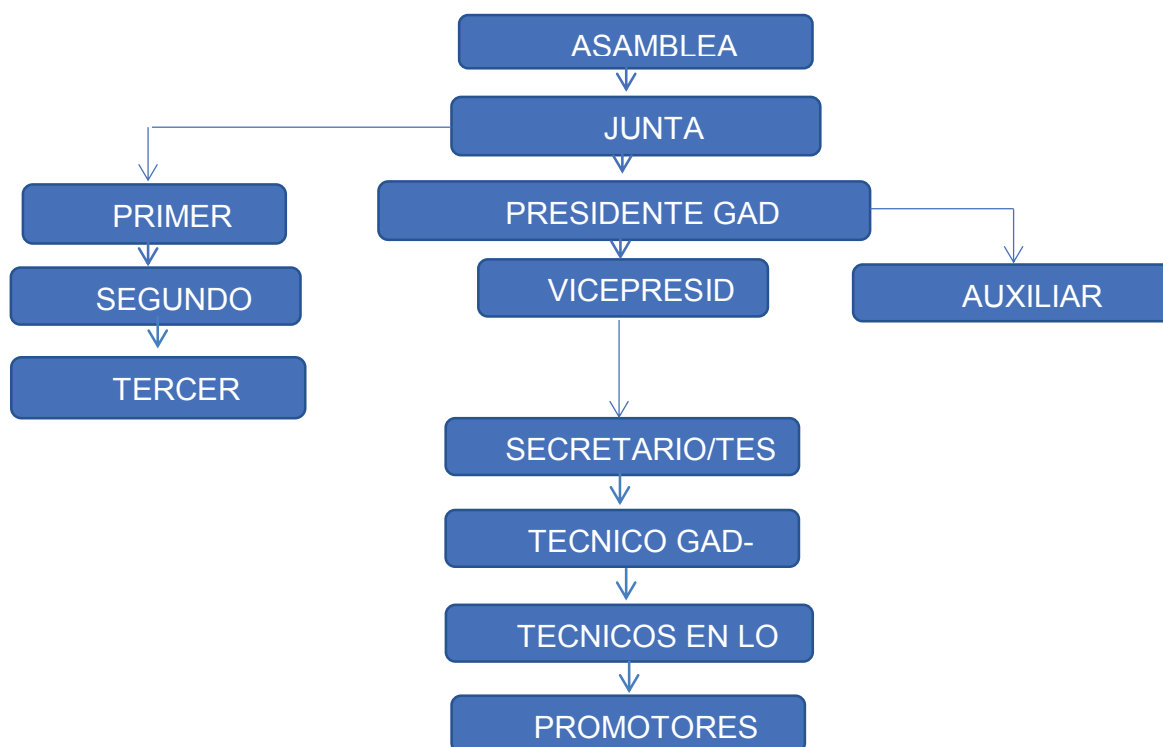 ASAMBLEA
JUNTA
PRIMER
PRESIDENTE GAD
SEGUNDO
VICEPRESID
AUXILIAR
TERCER
SECRETARIO/TES
TECNICO GAD-
TECNICOS EN LO
PROMOTORES